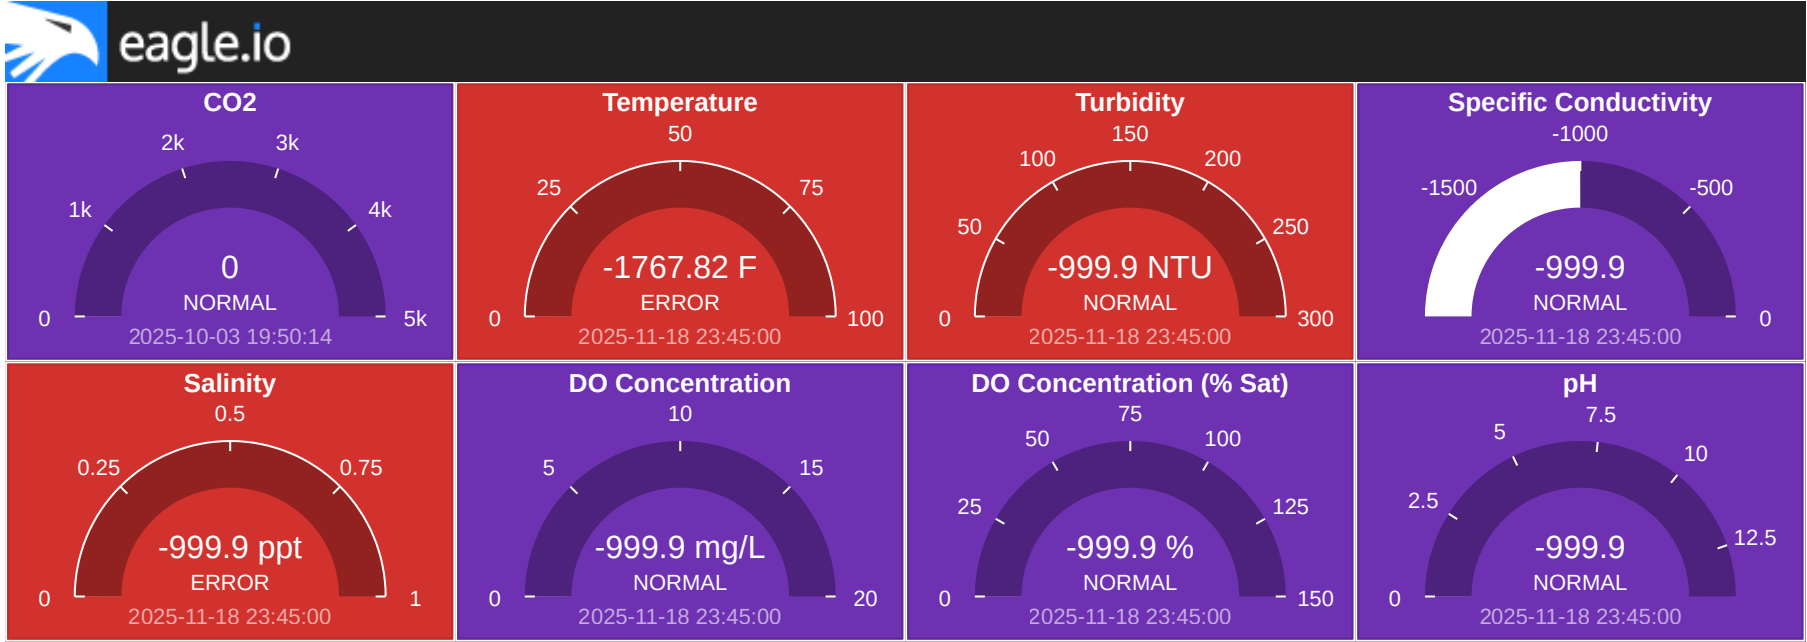 eagle.io
CO2
2k
3k
1k
4k
0
NORMAL
0
5k
2025-10-03 19:50:14
Temperature
50
25
75
-1767.82 F
ERROR
0
100
2025-11-18 23:45:00
Turbidity
150
100
200
50
250
-999.9 NTU
NORMAL
0
300
2025-11-18 23:45:00
Specific Conductivity
-1000
-1500
-500
-999.9
NORMAL
0
2025-11-18 23:45:00
Salinity
0.5
0.25
0.75
-999.9 ppt
ERROR
0
1
2025-11-18 23:45:00
DO Concentration
10
5
15
-999.9 mg/L
NORMAL
0
20
2025-11-18 23:45:00
DO Concentration (% Sat)
75
50
100
25
125
-999.9 %
NORMAL
0
150
2025-11-18 23:45:00
pH
7.5
5
10
2.5
12.5
-999.9
NORMAL
0
2025-11-18 23:45:00